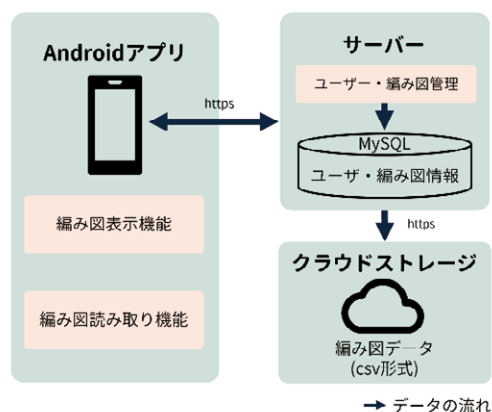 Androidアプリ
編み図表示機能
編み図読み取り機能
https
サーバー
ユーザー・編み図管理
MySQL
ユーザ・編み図情報
https
クラウドストレージ
編み図データ
(csv形式)
データの流れ